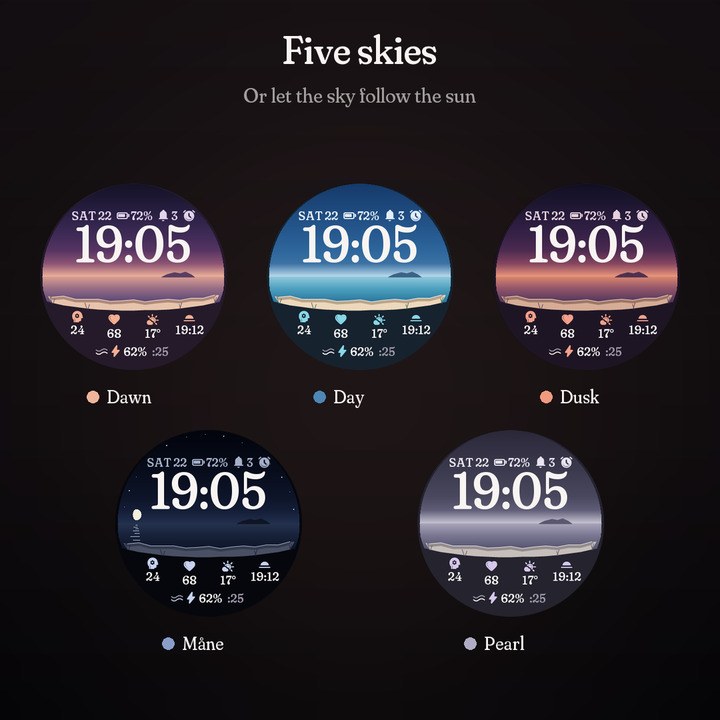 Five skies
Or let the sky follow the sun
SAT 22 72% 3
19:05
24 68 17° 19:12
62% :25
Dawn
SAT 22 72% 3
19:05
24 68 17° 19:12
62% :25
Day
SAT 22 72% 3
19:05
24 68 17° 19:12
62% :25
Dusk
SAT 22 72% 3
19:05
24 68 17° 19:12
62% :25
Måne
SAT 22 72% 3
19:05
24 68 17° 19:12
62% :25
Pearl